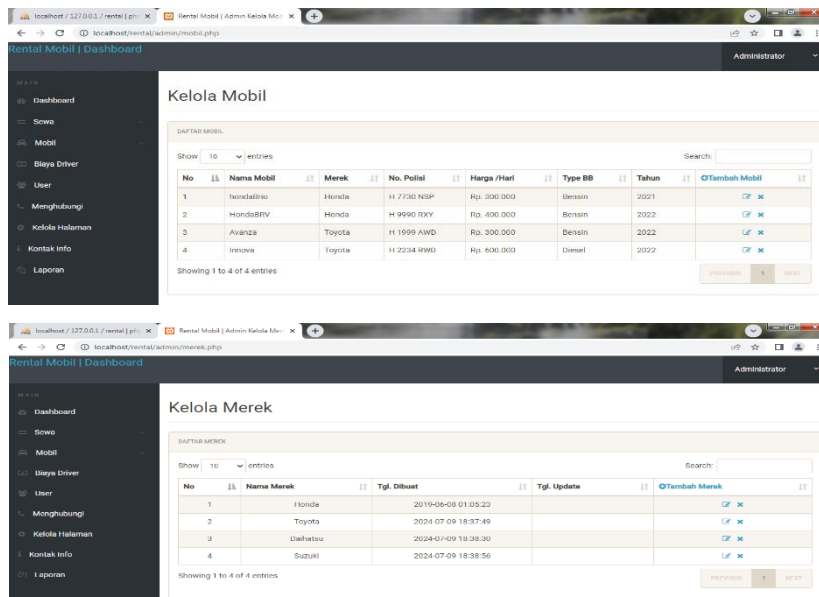 localhost / 127.0.0.1 / rental | ph Rental Mobil | Admin Kelola Mob
localhost/rental/admin/mobil.php
Rental Mobil | Dashboard Administrator
MAIN
Dashboard
Sewa
Mobil
Biaya Driver
User
Menghubungi
Kelola Halaman
Kontak Info
Laporan
Kelola Mobil
DAFTAR MOBIL
Show 10 entries Search:
No Nama Mobil Merek No. Polisi Harga /Hari Type BB Tahun Tambah Mobil
1 hondaBrio Honda H 7730 NSP Rp. 300.000 Bensin 2021
2 HondaBRV Honda H 9990 RXY Rp. 400.000 Bensin 2022
3 Avanza Toyota H 1999 AWD Rp. 300.000 Bensin 2022
4 Innova Toyota H 2234 RWD Rp. 600.000 Diesel 2022
Showing 1 to 4 of 4 entries PREVIOUS 1 NEXT
localhost / 127.0.0.1 / rental | ph Rental Mobil | Admin Kelola Mer
localhost/rental/admin/merek.php
Rental Mobil | Dashboard Administrator
MAIN
Dashboard
Sewa
Mobil
Biaya Driver
User
Menghubungi
Kelola Halaman
Kontak Info
Laporan
Kelola Merek
DAFTAR MEREK
Show 10 entries Search:
No Nama Merek Tgl. Dibuat Tgl. Update Tambah Merek
1 Honda 2019-06-08 01:05:23
2 Toyota 2024-07-09 18:37:49
3 Daihatsu 2024-07-09 18:38:30
4 Suzuki 2024-07-09 18:38:56
Showing 1 to 4 of 4 entries PREVIOUS 1 NEXT